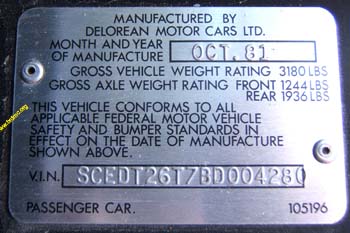 MANUFACTURED BY
DELOREAN MOTOR CARS LTD.
MONTH AND YEAR
OF MANUFACTURE OCT. 81
GROSS VEHICLE WEIGHT RATING 3180 LBS
GROSS AXLE WEIGHT RATING FRONT 1244 LBS
REAR 1936 LBS
THIS VEHICLE CONFORMS TO ALL
APPLICABLE FEDERAL MOTOR VEHICLE
SAFETY AND BUMPER STANDARDS IN
EFFECT ON THE DATE OF MANUFACTURE
SHOWN ABOVE.
V.I.N. SCEDT26T7BD004280
PASSENGER CAR. 105196